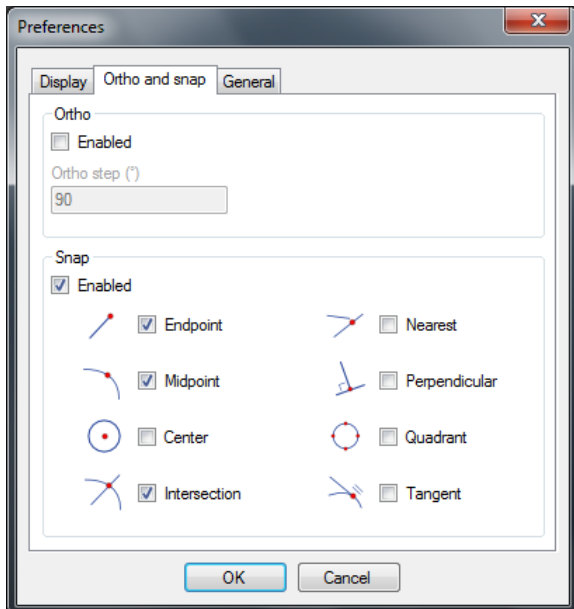 Preferences
Display Ortho and snap General
Ortho
Enabled
Ortho step (°)
90
Snap
Enabled
Endpoint Nearest
Midpoint Perpendicular
Center Quadrant
Intersection Tangent
OK Cancel